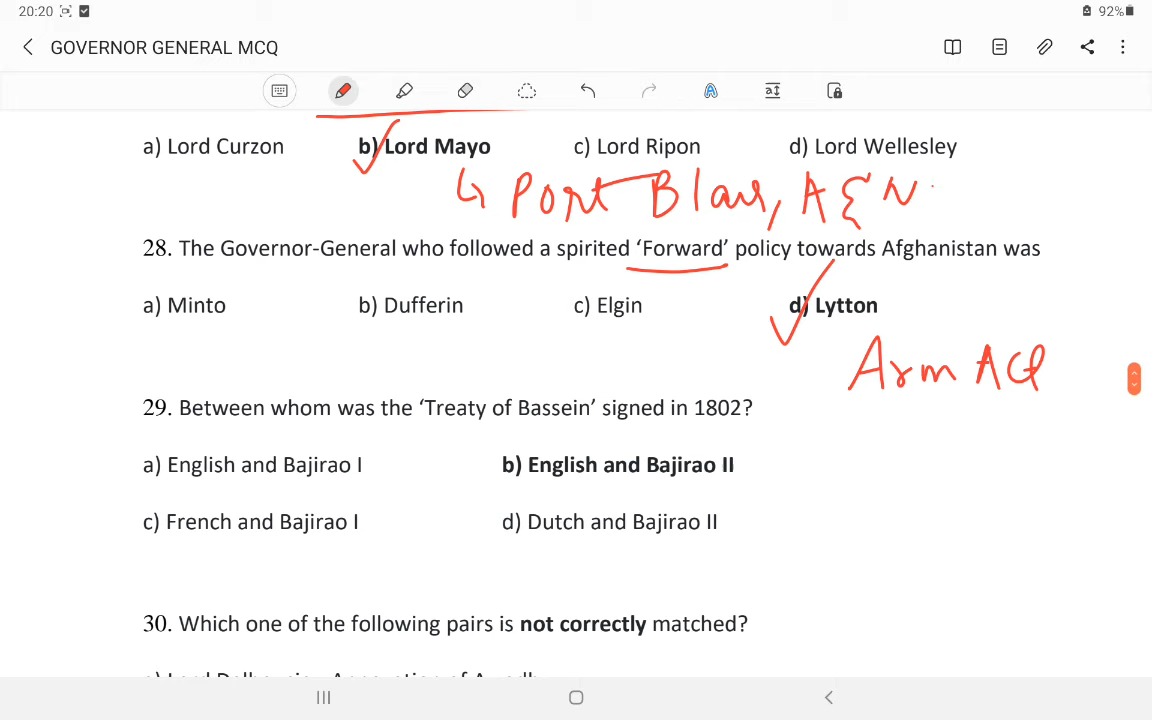 20:20 92%
GOVERNOR GENERAL MCQ
a) Lord Curzon b) Lord Mayo c) Lord Ripon d) Lord Wellesley
↳ Port Blair, A & N
28. The Governor-General who followed a spirited ‘Forward’ policy towards Afghanistan was
a) Minto b) Dufferin c) Elgin d) Lytton
Arm
29. Between whom was the ‘Treaty of Bassein’ signed in 1802?
a) English and Bajirao I b) English and Bajirao II
c) French and Bajirao I d) Dutch and Bajirao II
30. Which one of the following pairs is not correctly matched?